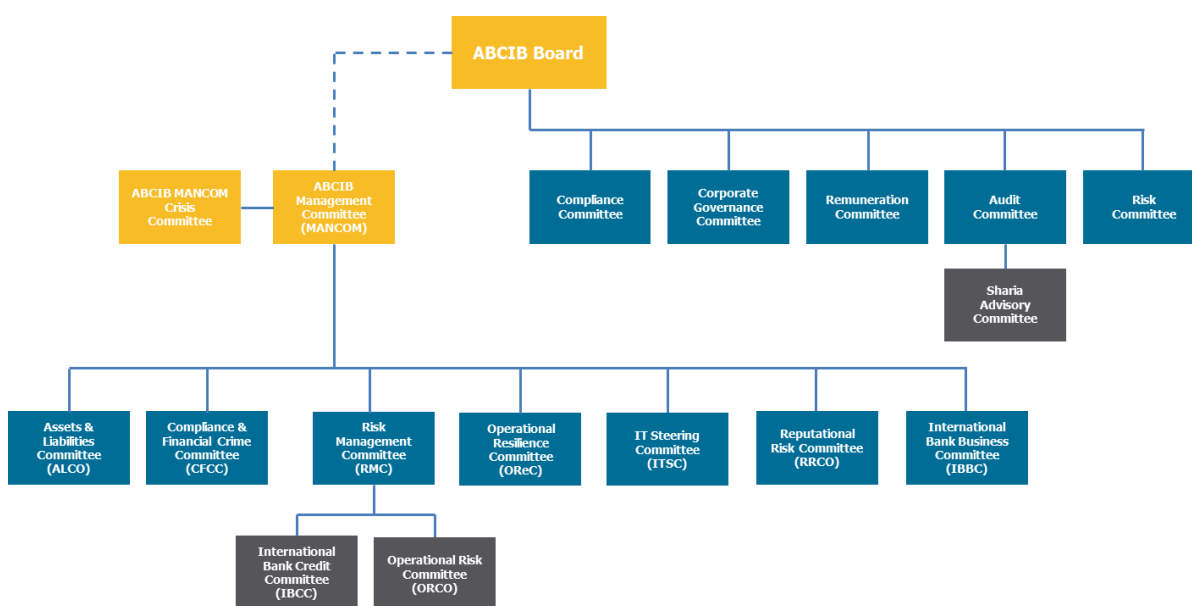 ABCIB Board
ABCIB MANCOM
Crisis
Committee
ABCIB
Management
Committee
(MANCOM)
Compliance
Committee
Corporate
Governance
Committee
Remuneration
Committee
Audit
Committee
Risk
Committee
Sharia
Advisory
Committee
Assets &
Liabilities
Committee
(ALCO)
Compliance &
Financial Crime
Committee
(CFCC)
Risk
Management
Committee
(RMC)
Operational
Resilience
Committee
(OReC)
IT Steering
Committee
(ITSC)
Reputational
Risk Committee
(RRCO)
International
Bank Business
Committee
(IBBC)
International
Bank Credit
Committee
(IBCC)
Operational Risk
Committee
(ORCO)